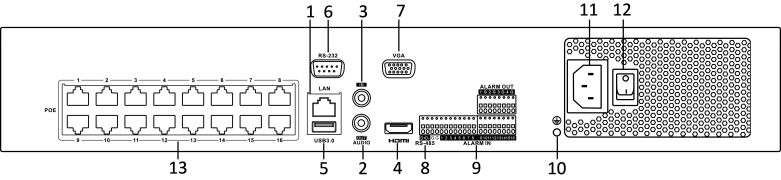 1 6 3 7 11 12
RS-232 VGA
1 2 3 4 5 6 7 8
LAN
ALARM OUT
POE
9 10 11 12 13 14 15 16
USB3.0
OUT
AUDIO
HDMI
RS-485
ALARM IN
13 5 2 4 8 9 10